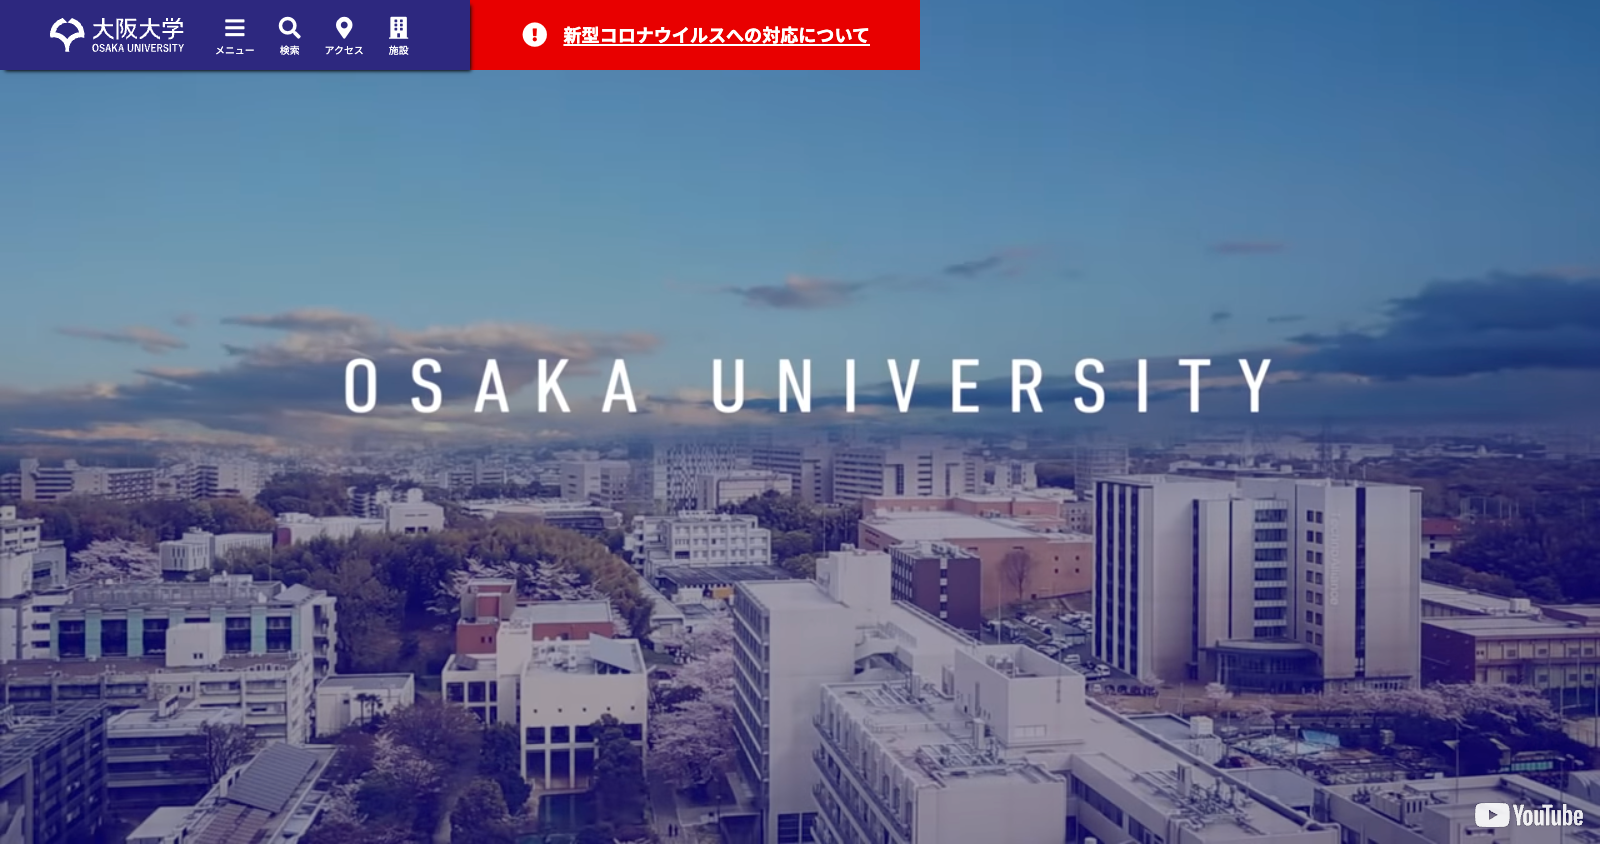 大阪大学
OSAKA UNIVERSITY
メニュー
検索
アクセス
施設
新型コロナウイルスへの対応について
OSAKA UNIVERSITY
TechnoAlliance
YouTube